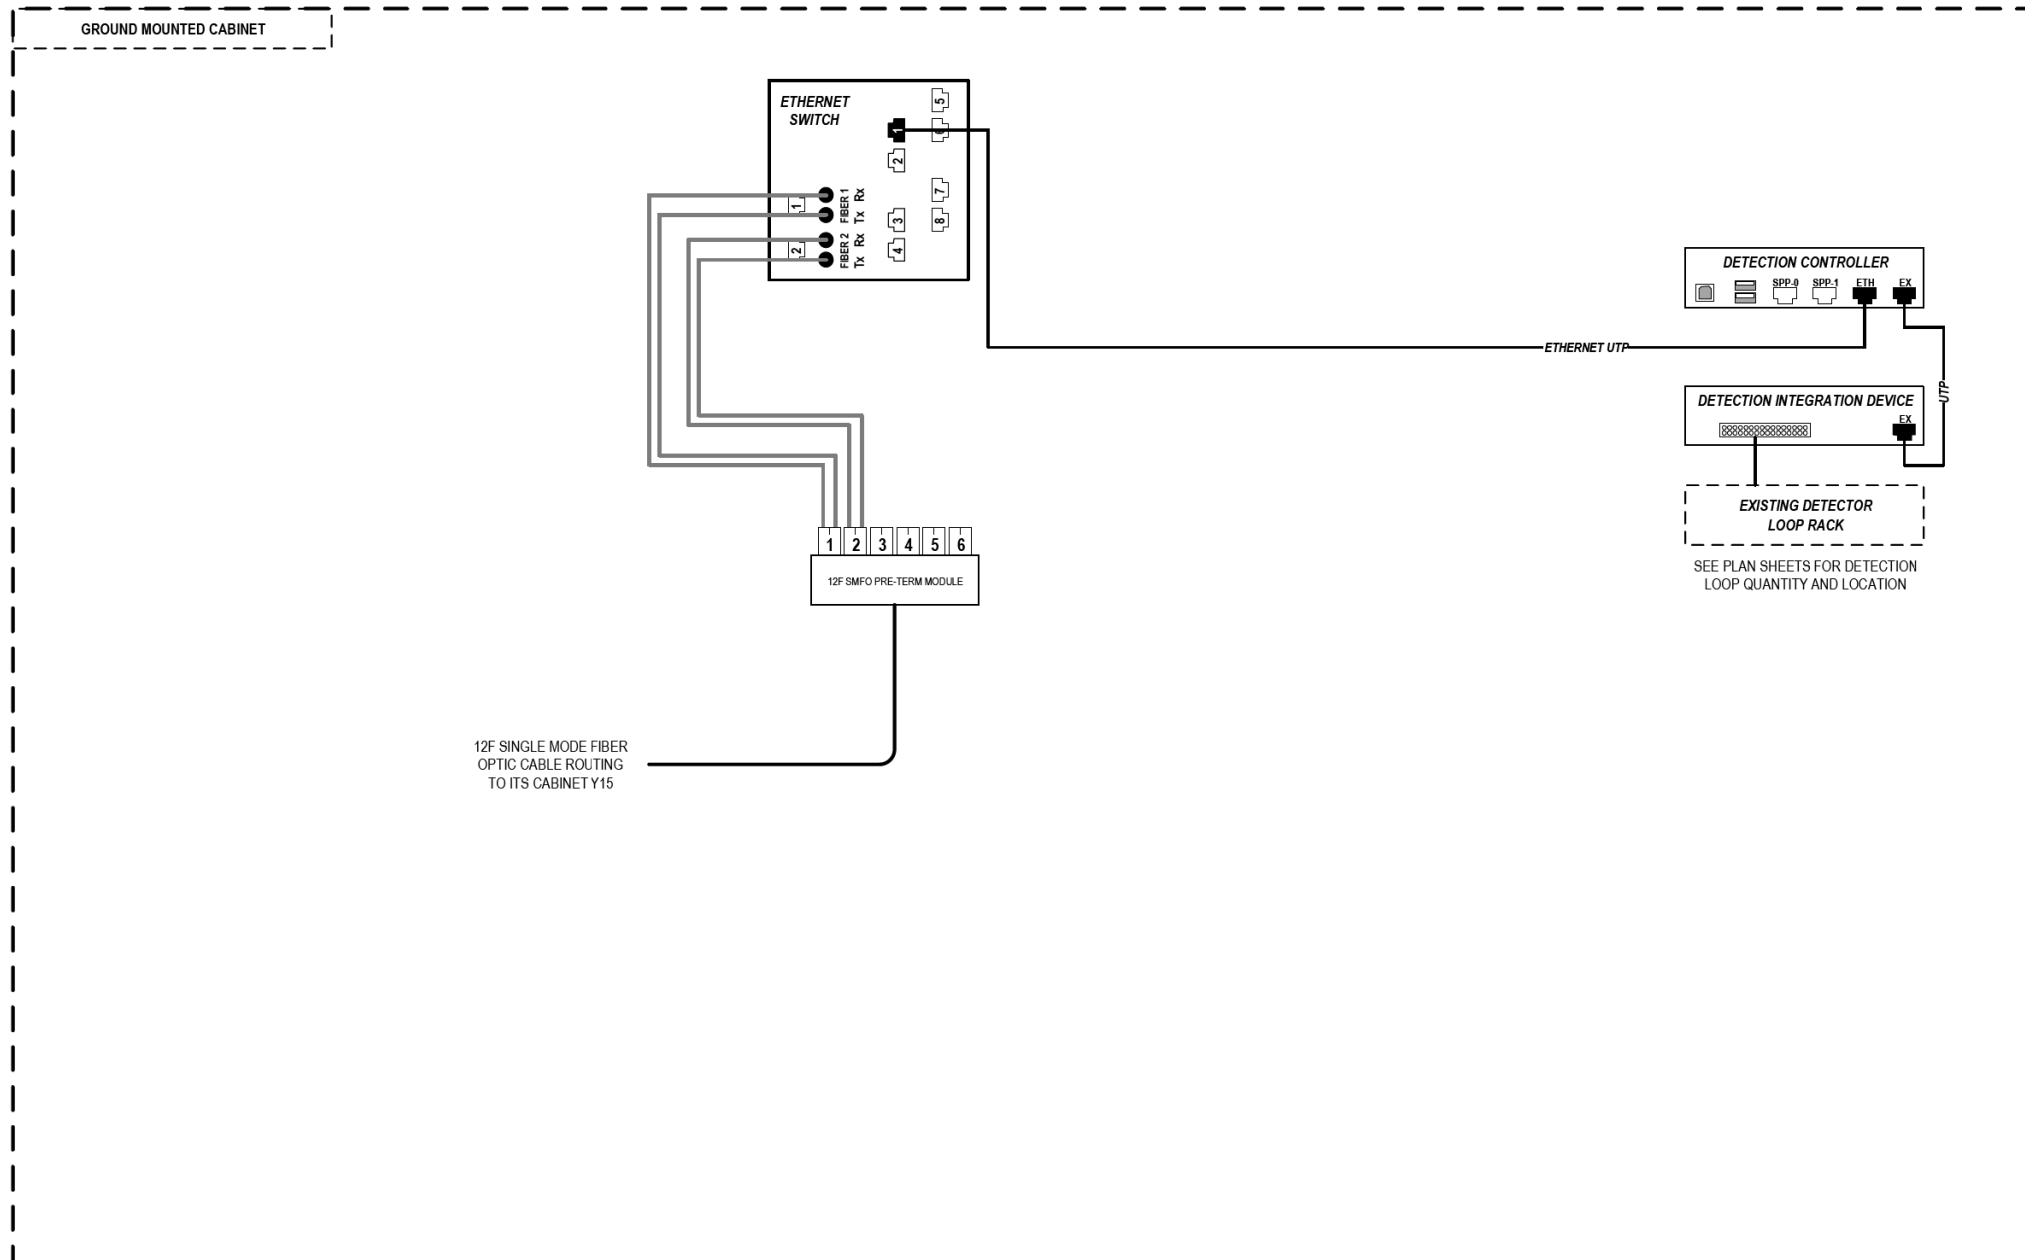 GROUND MOUNTED CABINET
ETHERNET
SWITCH
5
1
6
2
7
1
FIBER 1
Rx
Tx
3
8
2
FIBER 2
Rx
Tx
4
DETECTION CONTROLLER
SPP-0
SPP-1
ETH
EX
ETHERNET UTP
UTP
DETECTION INTEGRATION DEVICE
EX
EXISTING DETECTOR
LOOP RACK
SEE PLAN SHEETS FOR DETECTION
LOOP QUANTITY AND LOCATION
1 2 3 4 5 6
12F SMFO PRE-TERM MODULE
12F SINGLE MODE FIBER
OPTIC CABLE ROUTING
TO ITS CABINET Y15